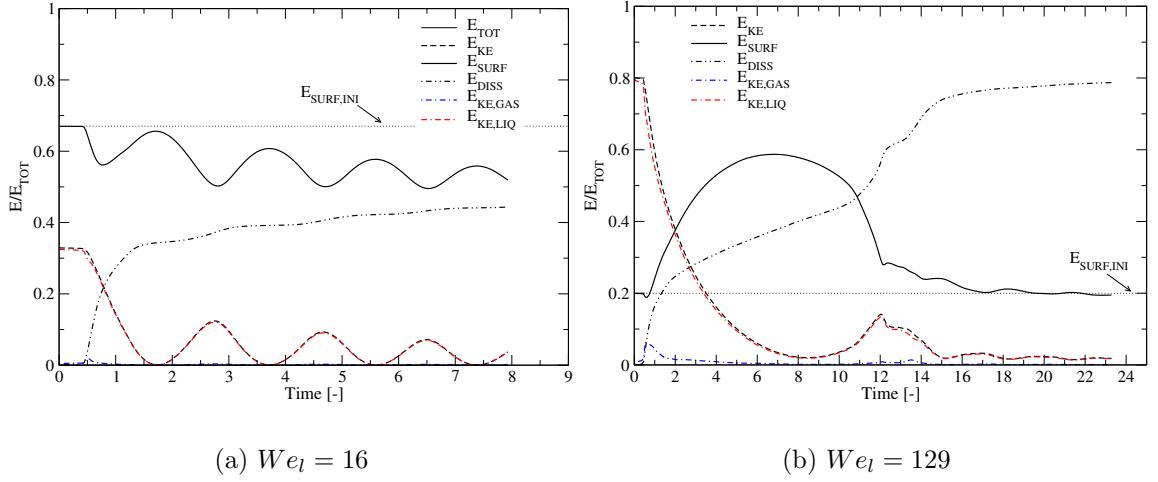 E_TOT
E_KE
E_SURF
E_DISS
E_KE,GAS
E_KE,LIQ
E_SURF,INI
E/E_TOT
1
0.8
0.6
0.4
0.2
0
0 1 2 3 4 5 6 7 8 9
Time [-]
(a) We_l = 16
E_KE
E_SURF
E_DISS
E_KE,GAS
E_KE,LIQ
E_SURF,INI
E/E_TOT
1
0.8
0.6
0.4
0.2
0
0 2 4 6 8 10 12 14 16 18 20 22 24
Time [-]
(b) We_l = 129